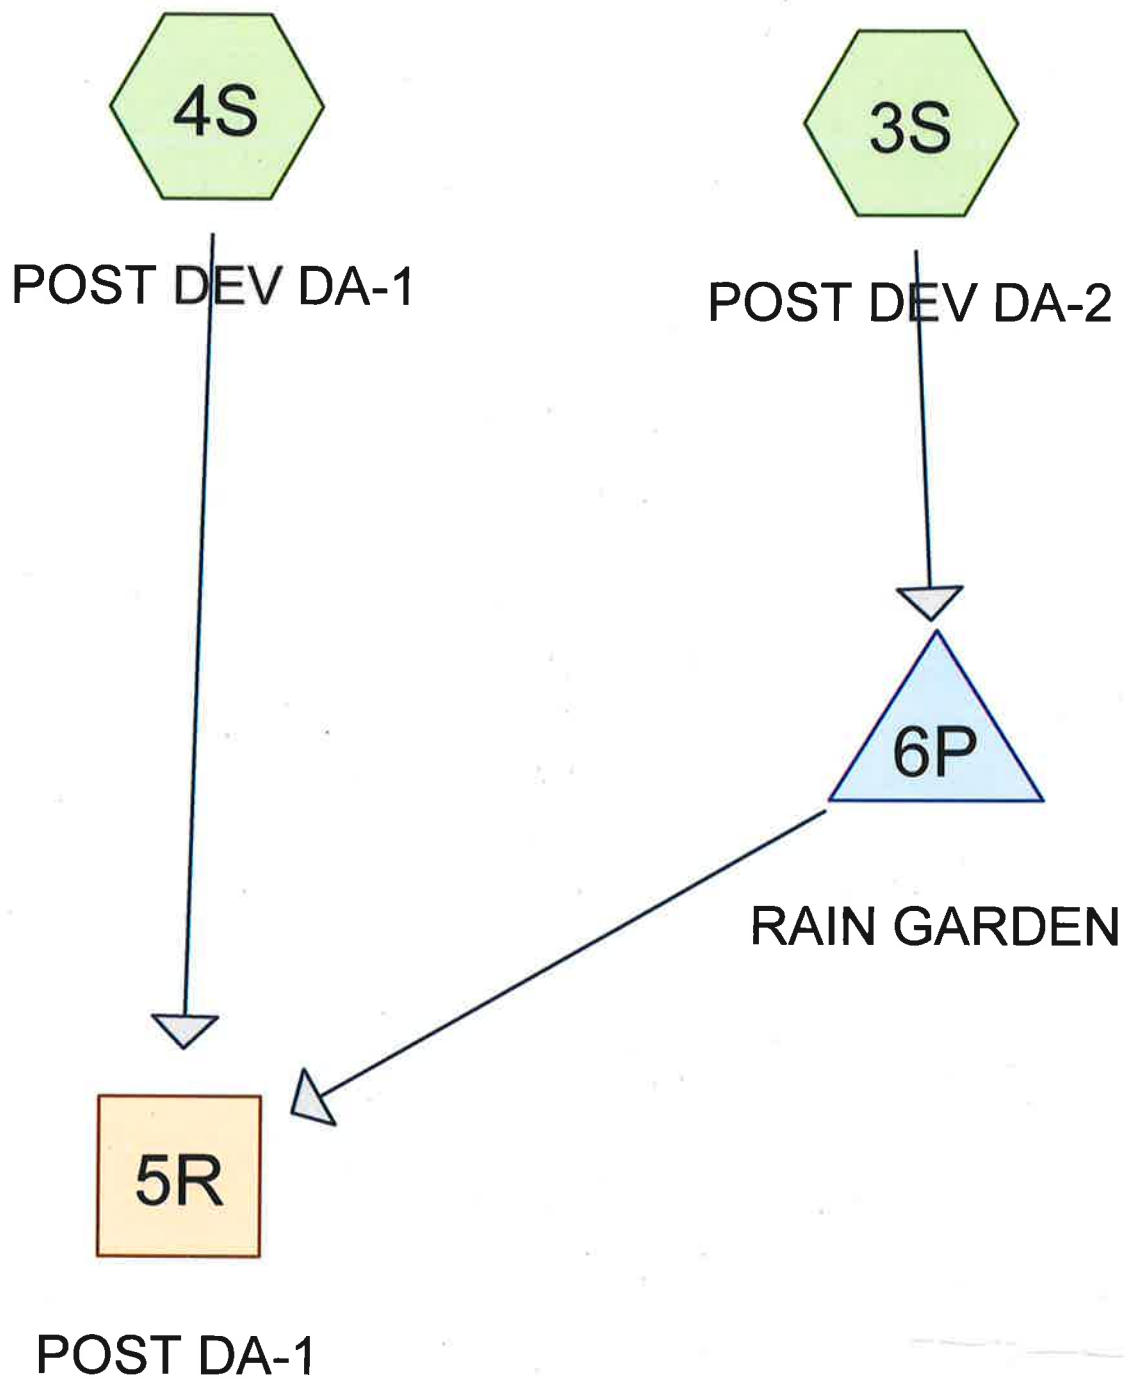 4S
3S
POST DEV DA-1
POST DEV DA-2
6P
RAIN GARDEN
5R
POST DA-1